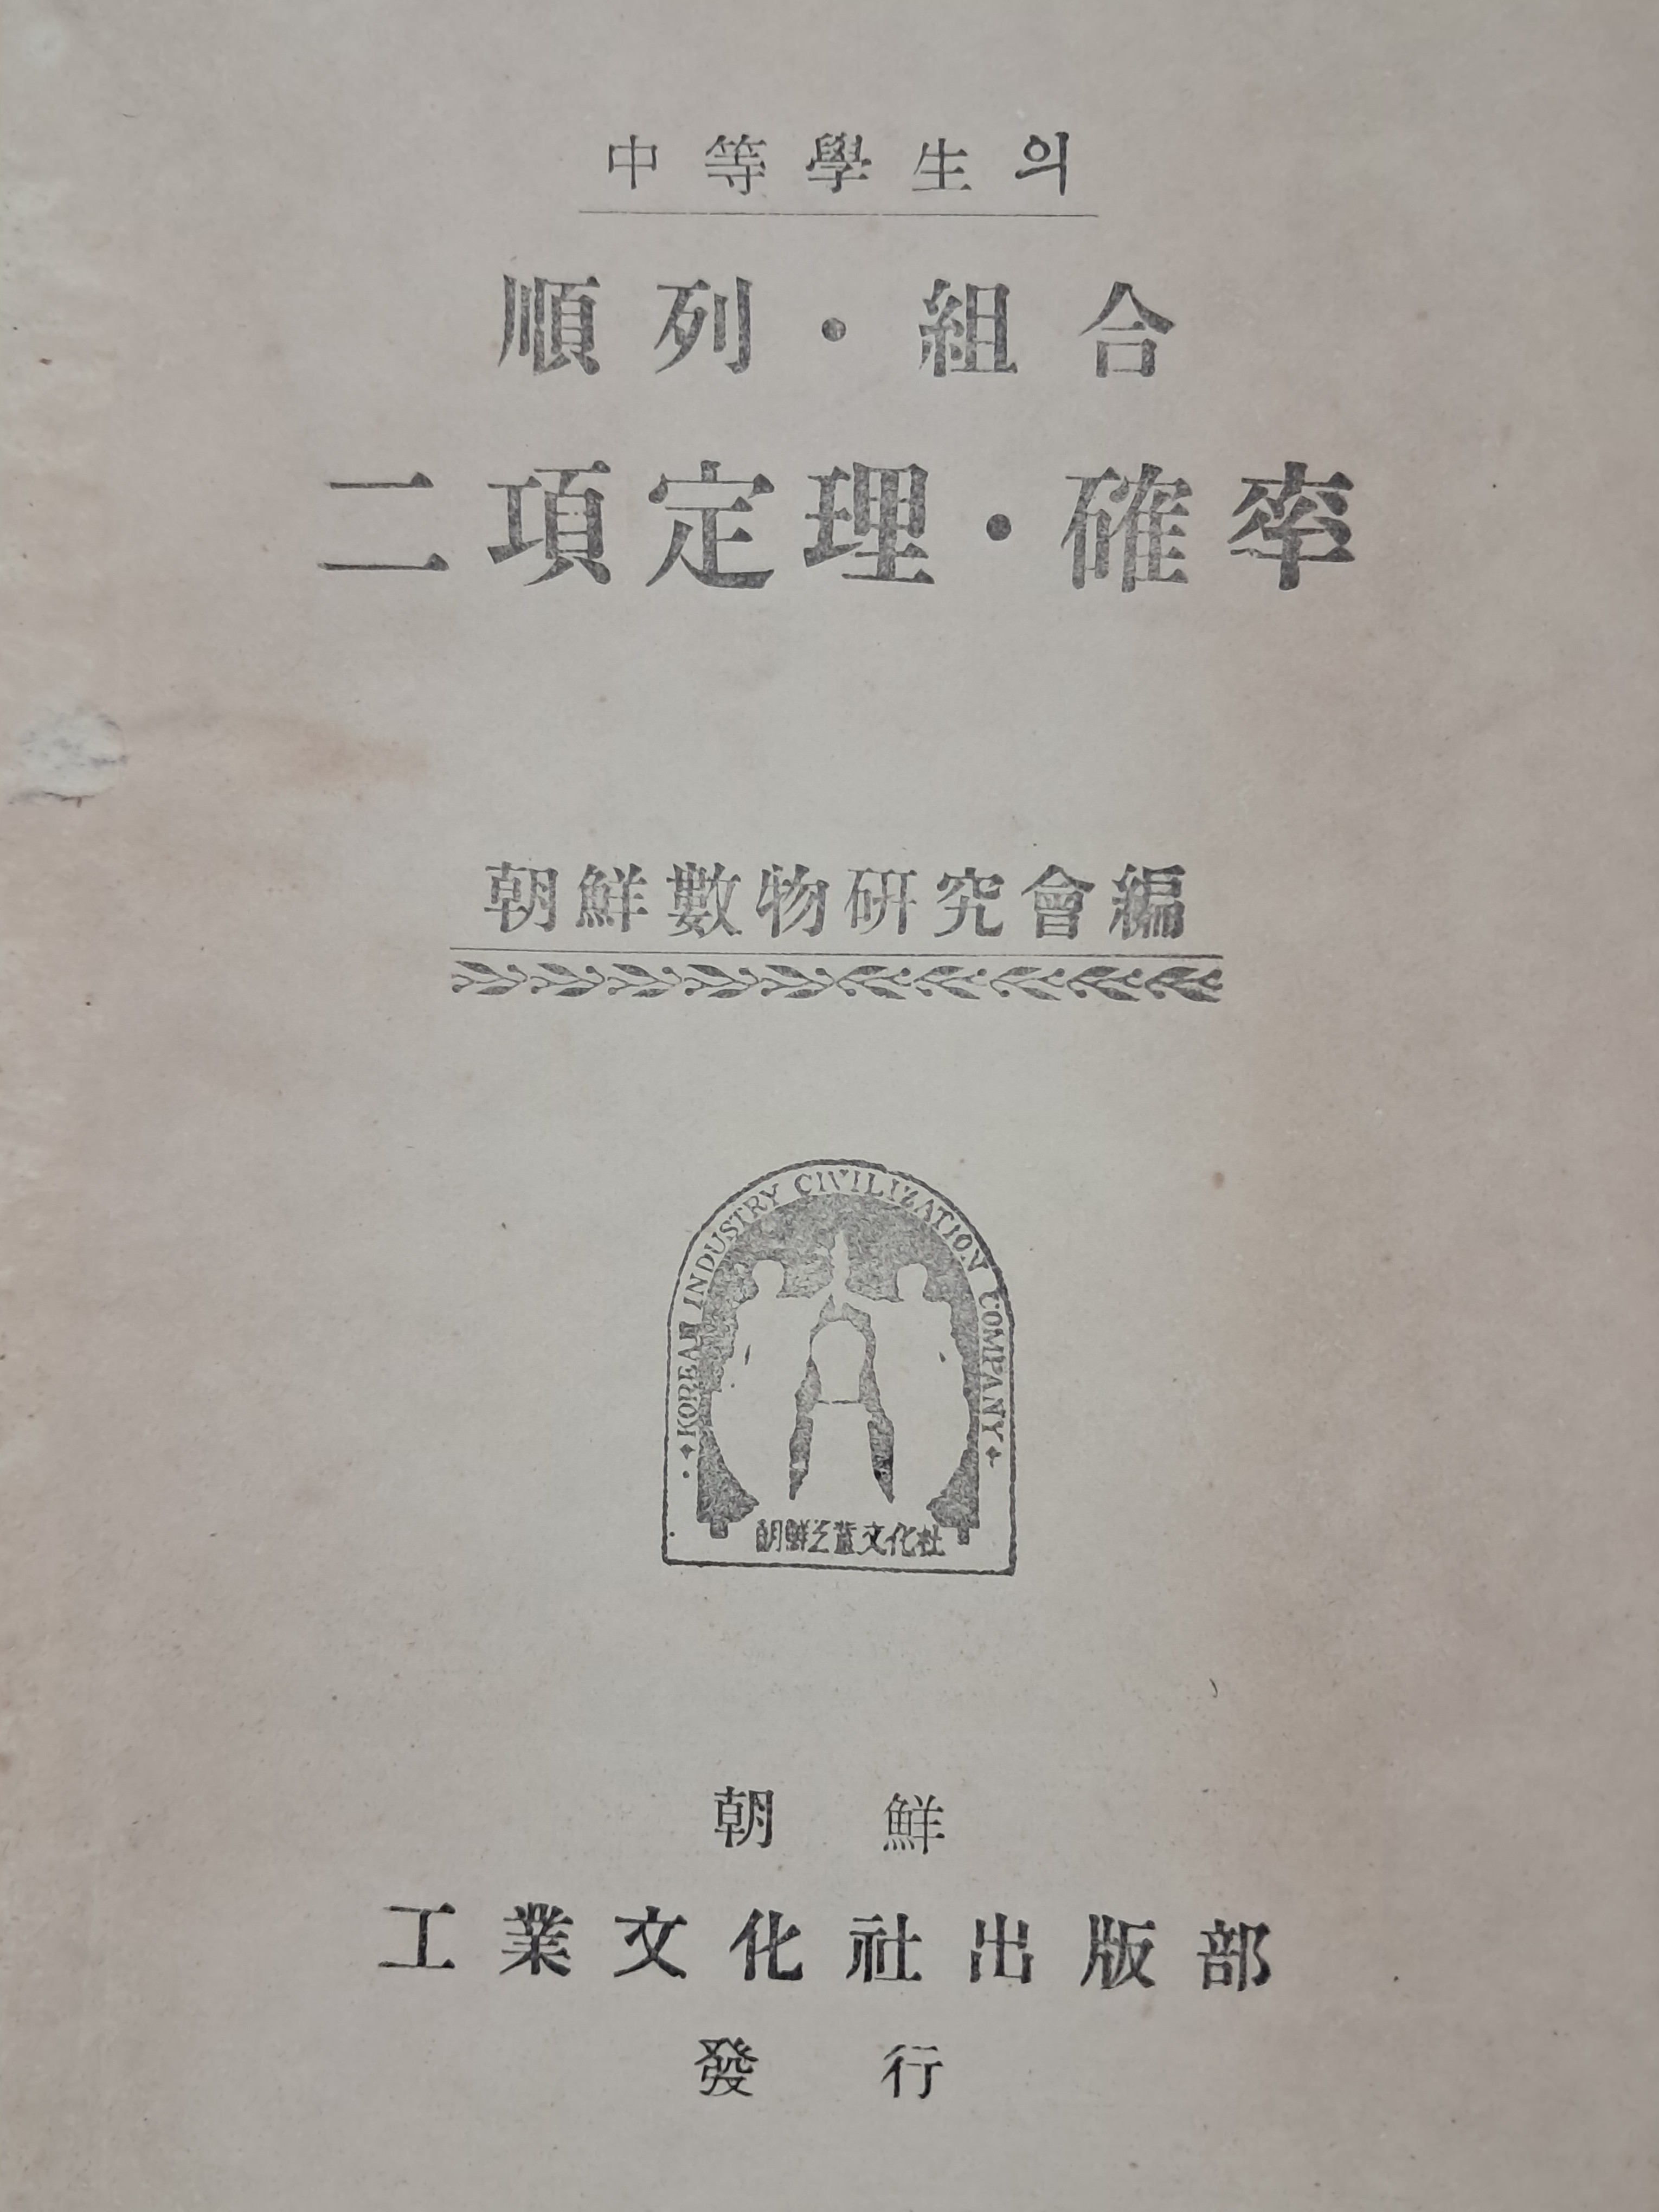 中等學生의
順列・組合
二項定理・確率
朝鮮數物硏究會編
KOREAN INDUSTRY CIVILIZATION COMPANY
朝鮮工業文化社
朝鮮
工業文化社出版部
發行